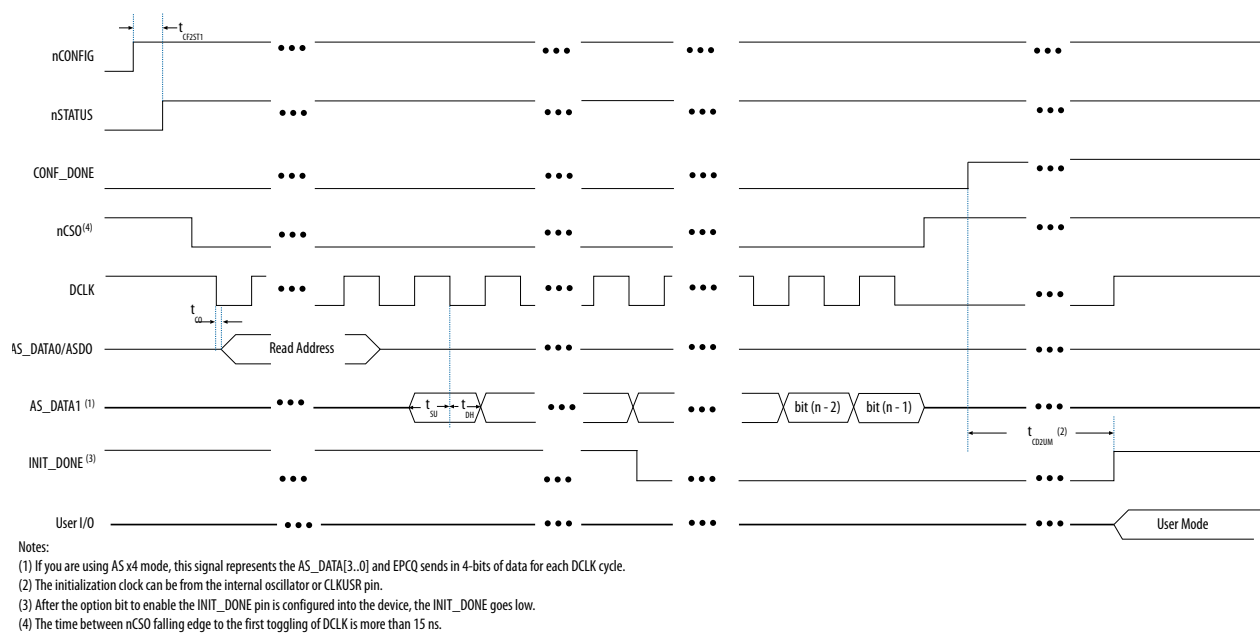 t CF2ST1
nCONFIG
nSTATUS
CONF_DONE
nCSO(4)
DCLK
t CO
AS_DATA0/ASDO
Read Address
AS_DATA1 (1)
t SU
t DH
bit (n - 2)
bit (n - 1)
t CD2UM (2)
INIT_DONE (3)
User I/O
User Mode
Notes:
(1) If you are using AS x4 mode, this signal represents the AS_DATA[3..0] and EPCQ sends in 4-bits of data for each DCLK cycle.
(2) The initialization clock can be from the internal oscillator or CLKUSR pin.
(3) After the option bit to enable the INIT_DONE pin is configured into the device, the INIT_DONE goes low.
(4) The time between nCSO falling edge to the first toggling of DCLK is more than 15 ns.